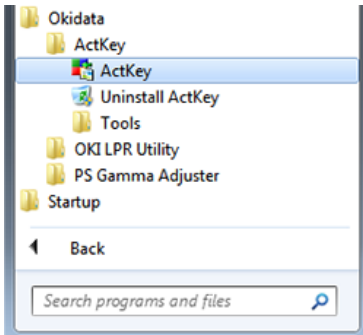 Okidata
ActKey
ActKey
Uninstall ActKey
Tools
OKI LPR Utility
PS Gamma Adjuster
Startup
Back
Search programs and files